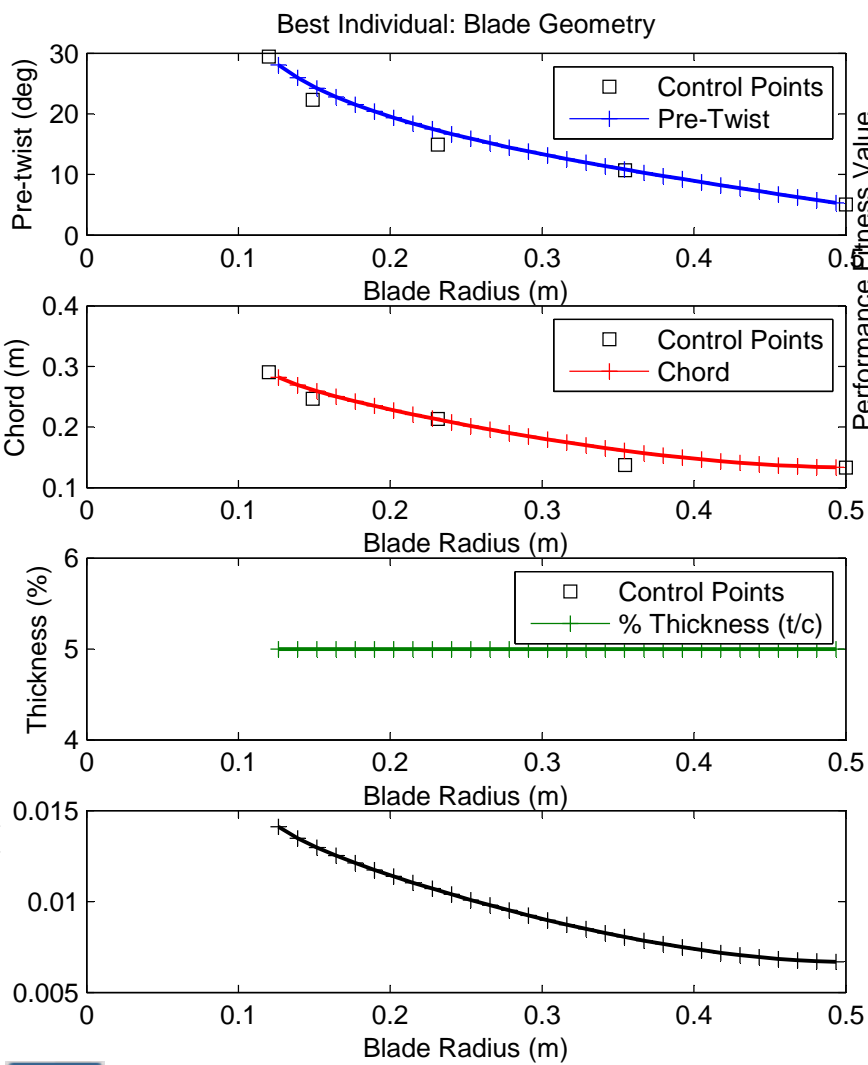 Best Individual: Blade Geometry
30
20
10
0
Pre-twist (deg)
Control Points
Pre-Twist
0 0.1 0.2 0.3 0.4 0.5
Blade Radius (m)
Performance Fitness Value
0.4
0.3
0.2
0.1
Chord (m)
Control Points
Chord
0 0.1 0.2 0.3 0.4 0.5
Blade Radius (m)
6
5
4
Thickness (%)
Control Points
% Thickness (t/c)
0 0.1 0.2 0.3 0.4 0.5
Blade Radius (m)
0.015
0.01
0.005
0 0.1 0.2 0.3 0.4 0.5
Blade Radius (m)